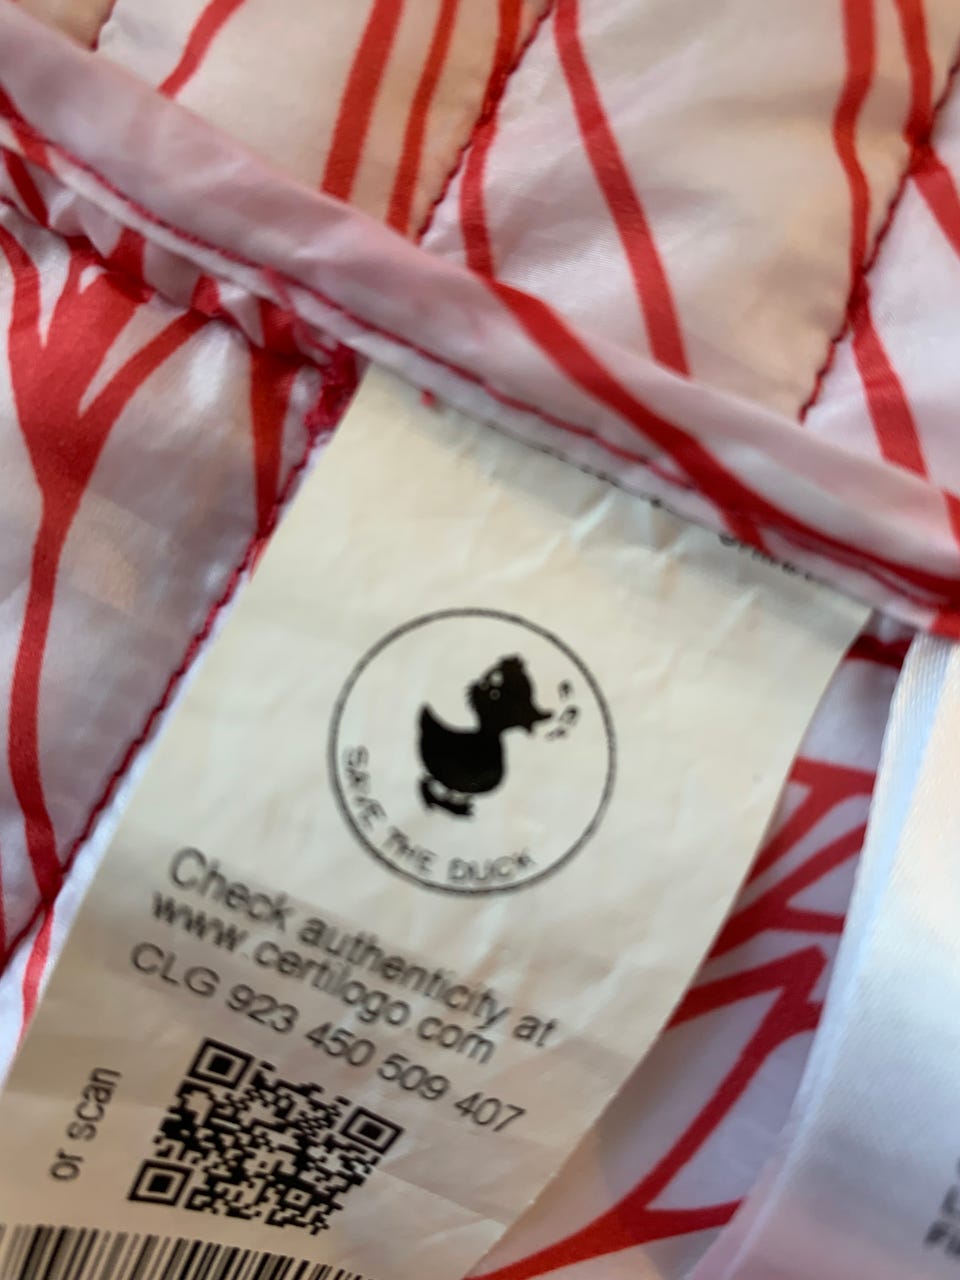 SAVE THE DUCK
Check authenticity at
www.certilogo.com
CLG 923 450 509 407
or scan